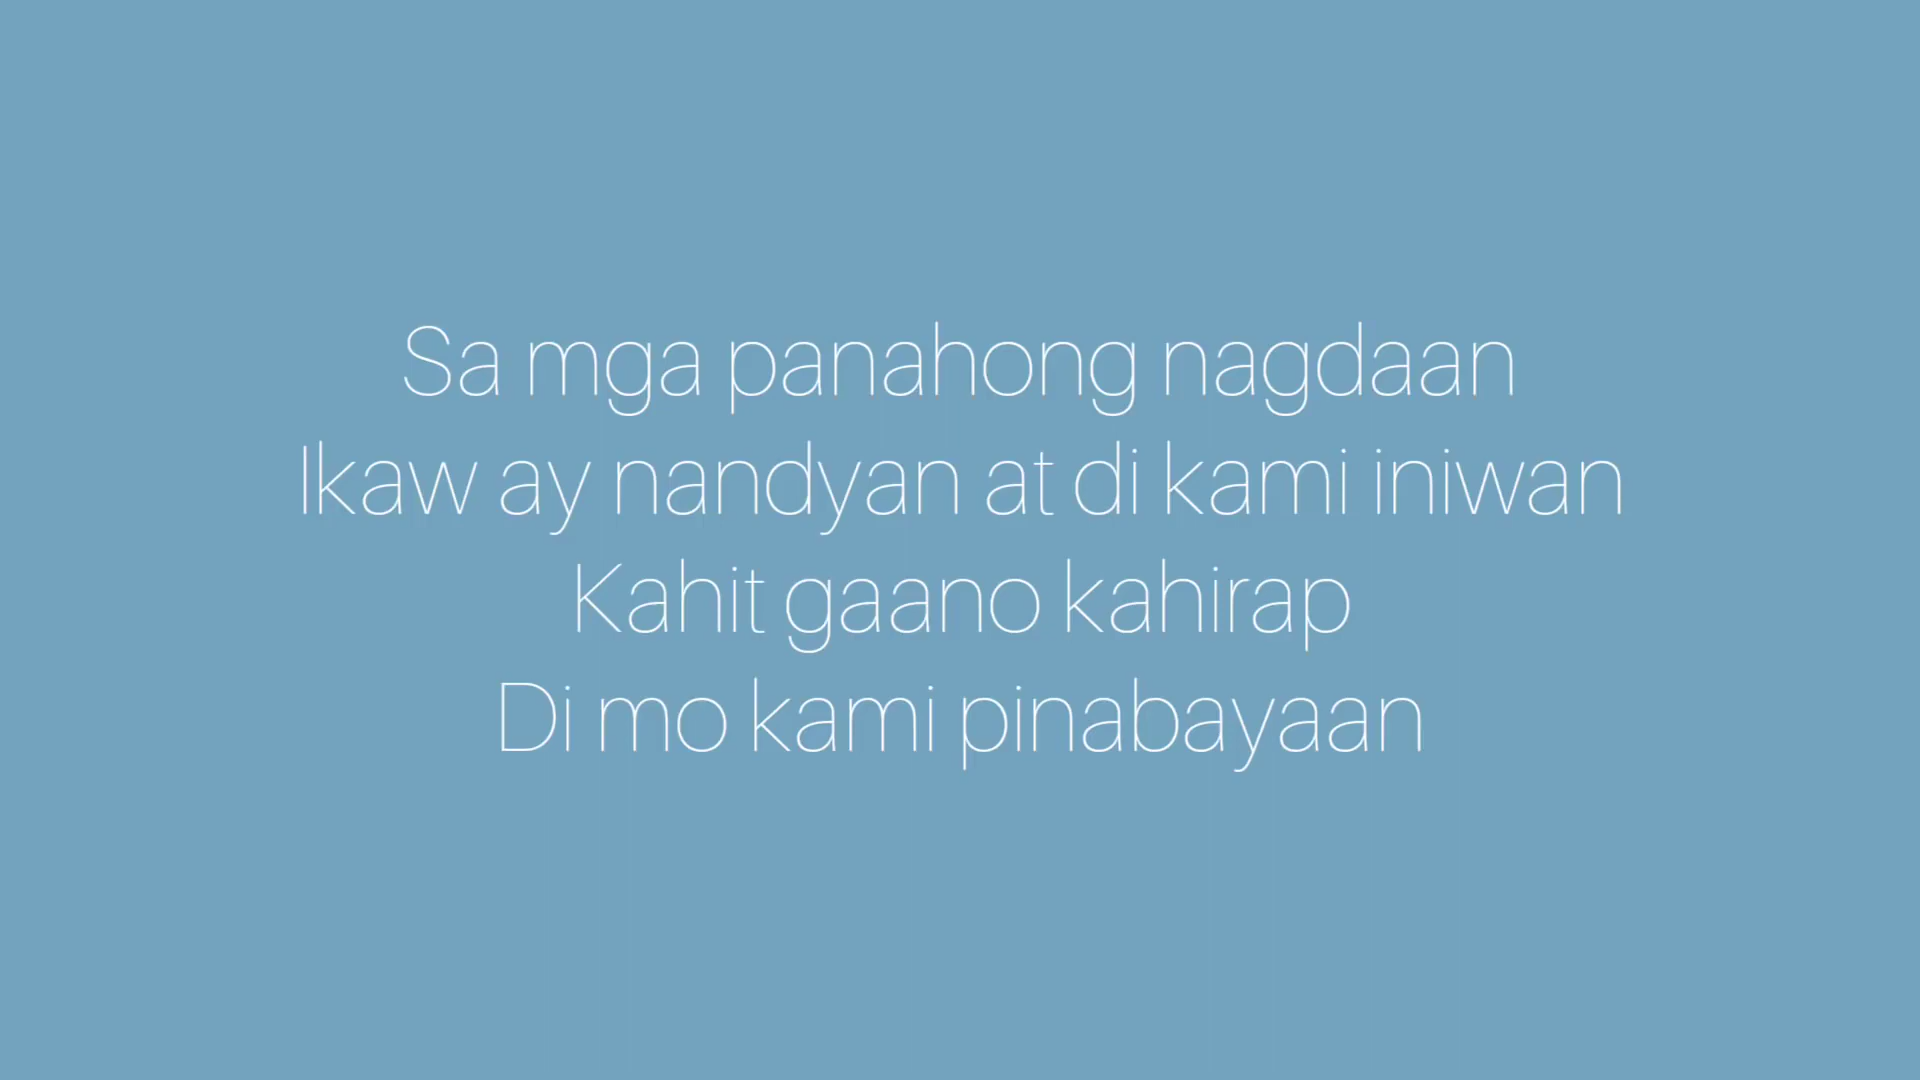 Sa mga panahong nagdaan
Ikaw ay nandyan at di kami iniwan
Kahit gaano kahirap
Di mo kami pinabayaan